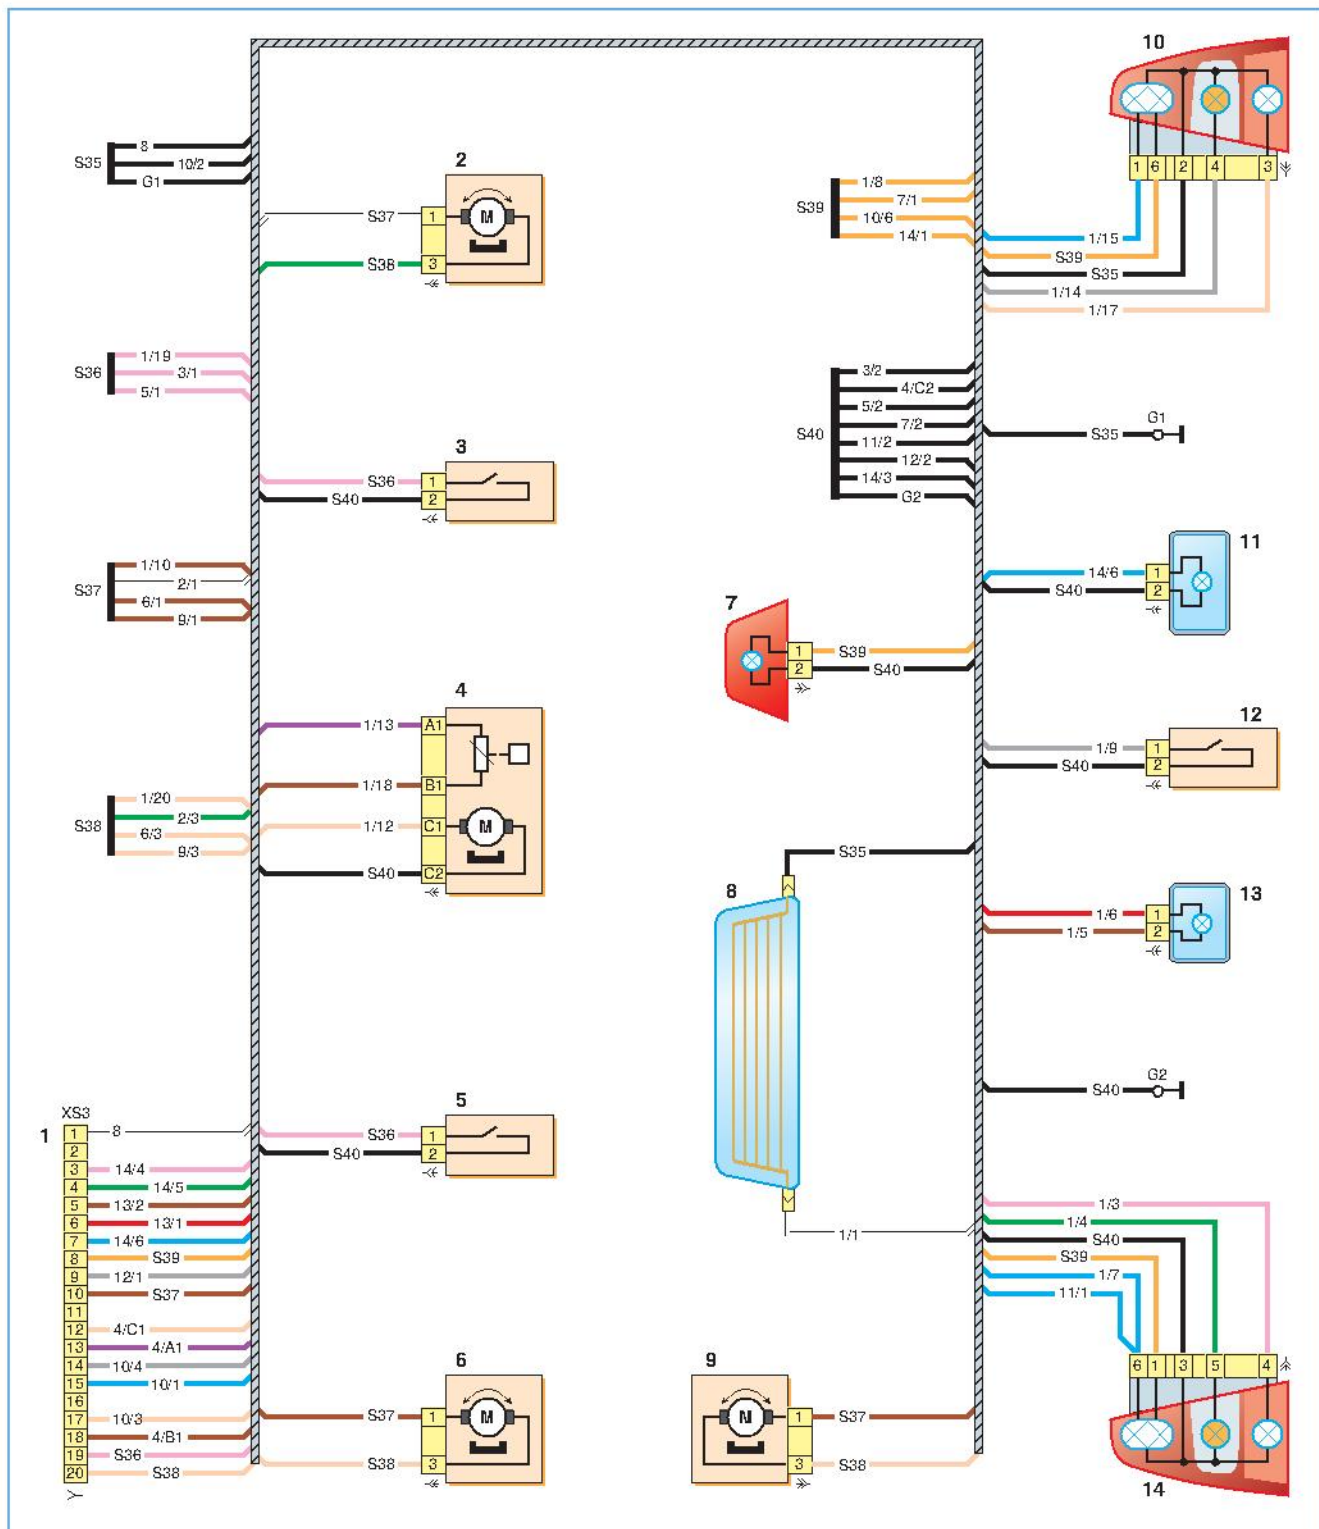 10
1 6 2 4 3
S35
8
10/2
G1
2
S37 1
M
S38 3
S39
1/8
7/1
10/6
14/1
1/15
S39
S35
1/14
1/17
S36
1/19
3/1
5/1
3
S36 1
S40 2
S40
3/2
4/C2
5/2
7/2
11/2
12/2
14/3
G2
G1
S35
S37
1/10
2/1
6/1
9/1
11
14/6 1
S40 2
7
1 S39
2 S40
4
1/13 A1
1/18 B1
1/12 C1
M
S40 C2
12
1/9 1
S40 2
S38
1/20
2/3
6/3
9/3
8
S35
1/1
13
1/6 1
1/5 2
G2
S40
5
S36 1
S40 2
XS3
1
1 8
2
3 14/4
4 14/5
5 13/2
6 13/1
7 14/6
8 S39
9 12/1
10 S37
11
12 4/C1
13 4/A1
14 10/4
15 10/1
16
17 10/3
18 4/B1
19 S36
20 S38
6
S37 1
M
S38 3
9
1 S37
M
3 S38
1/3
1/4
S40
S39
1/7
11/1
6 1 3 5 4
14